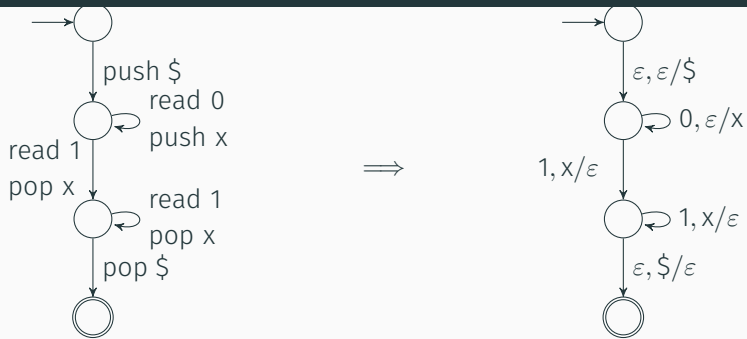 push $
read 0
push x
read 1
pop x
read 1
pop x
pop $
⟹
ε, ε/$
0, ε/x
1, x/ε
1, x/ε
ε, $/ε